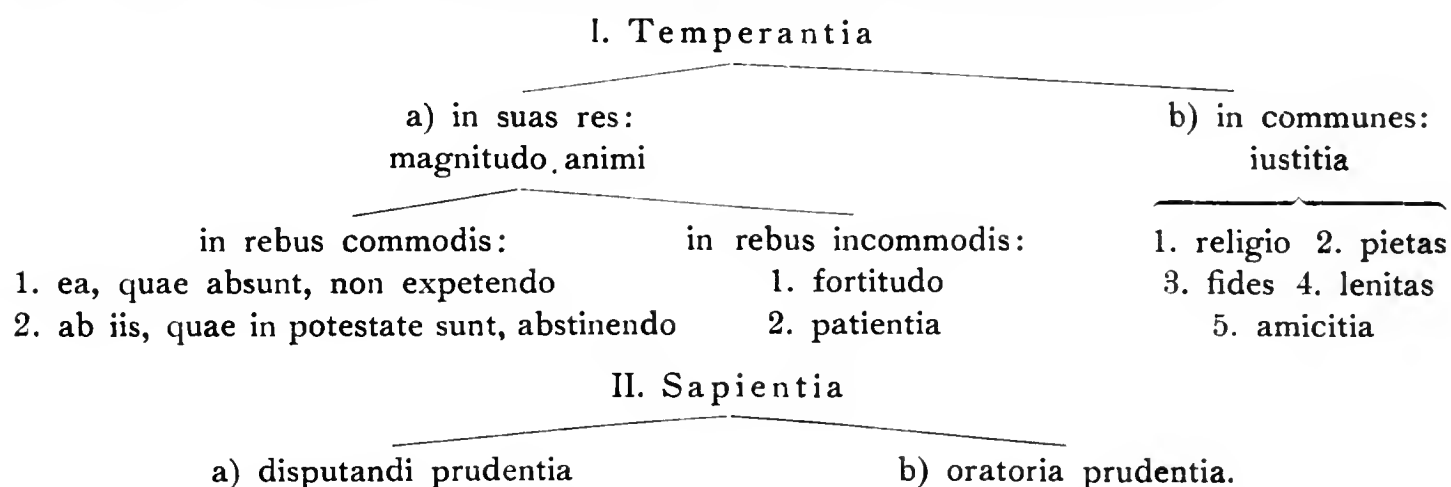 I. Temperantia
a) in suas res: b) in communes:
magnitudo animi iustitia
in rebus commodis: in rebus incommodis: 1. religio 2. pietas
1. ea, quae absunt, non expetendo 1. fortitudo 3. fides 4. lenitas
2. ab iis, quae in potestate sunt, abstinendo 2. patientia 5. amicitia
II. Sapientia
a) disputandi prudentia b) oratoria prudentia.